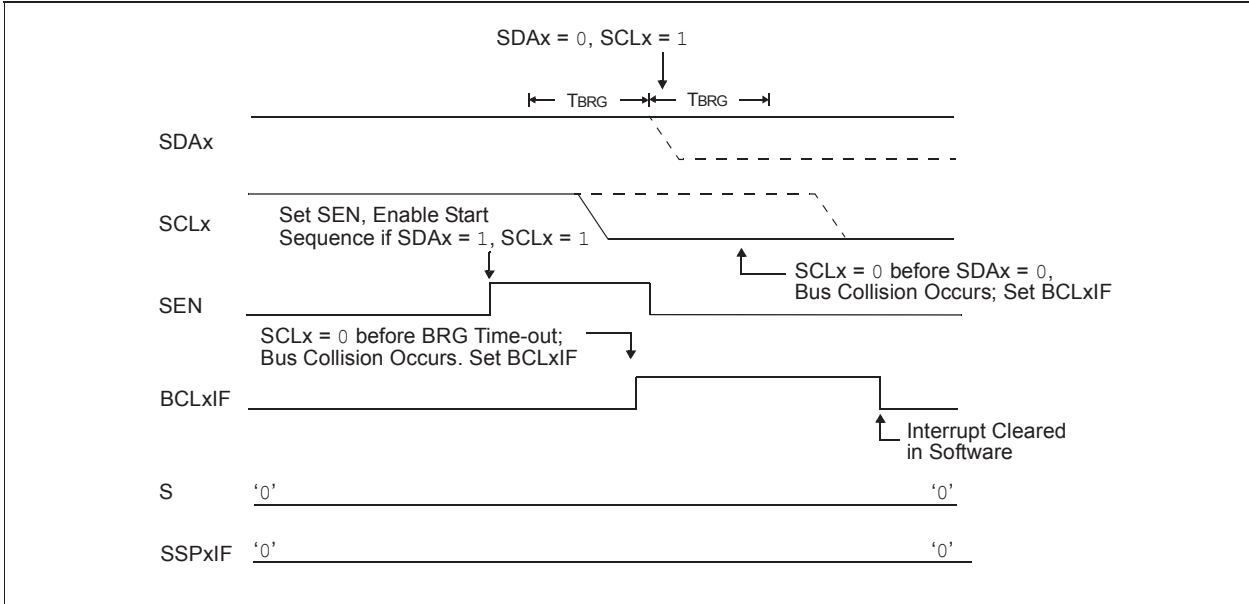 SDAx = 0, SCLx = 1
TBRG TBRG
SDAx
SCLx
Set SEN, Enable Start
Sequence if SDAx = 1, SCLx = 1
SCLx = 0 before SDAx = 0,
Bus Collision Occurs; Set BCLxIF
SEN
SCLx = 0 before BRG Time-out;
Bus Collision Occurs. Set BCLxIF
BCLxIF
Interrupt Cleared
in Software
S ‘0’ ‘0’
SSPxIF ‘0’ ‘0’